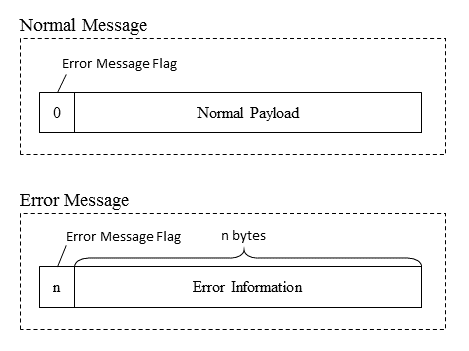 Normal Message
Error Message Flag
0 Normal Payload
Error Message
Error Message Flag n bytes
n Error Information